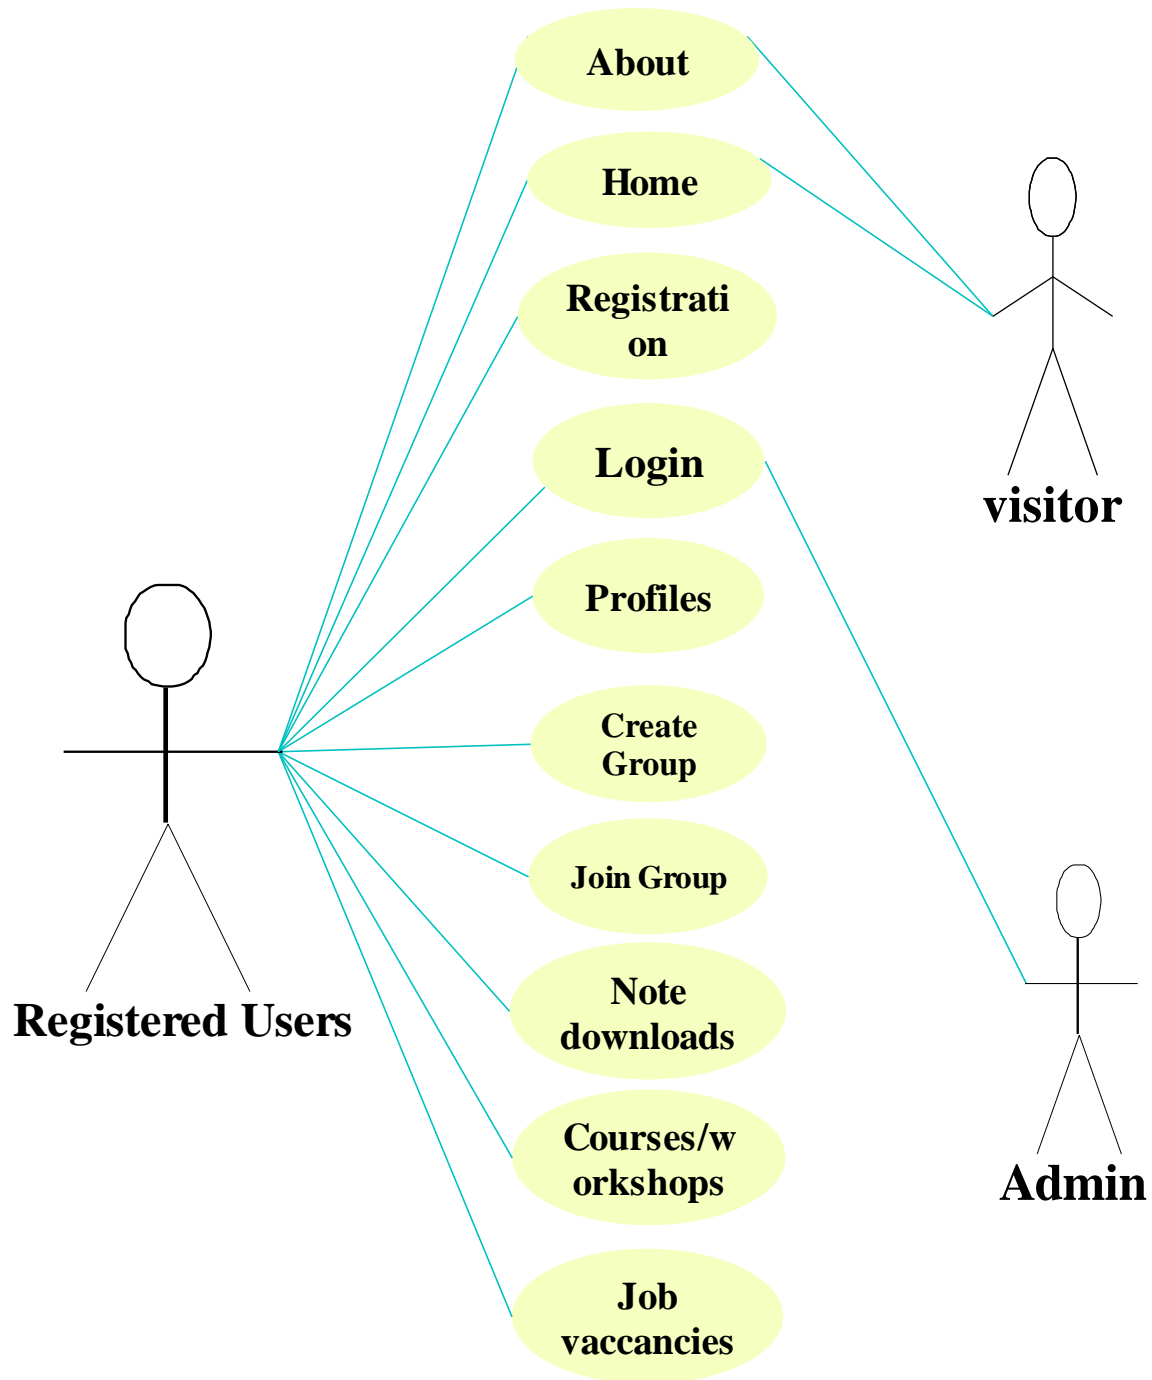 About
Home
Registrati
on
Login
visitor
Profiles
Create
Group
Join Group
Note
downloads
Registered Users
Courses/w
orkshops
Admin
Job
vaccancies